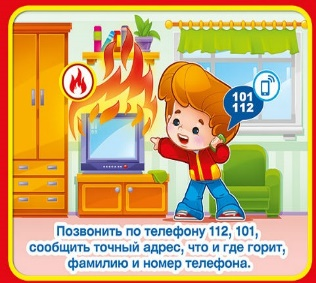 101
112
Позвонить по телефону 112, 101,
сообщить точный адрес, что и где горит,
фамилию и номер телефона.